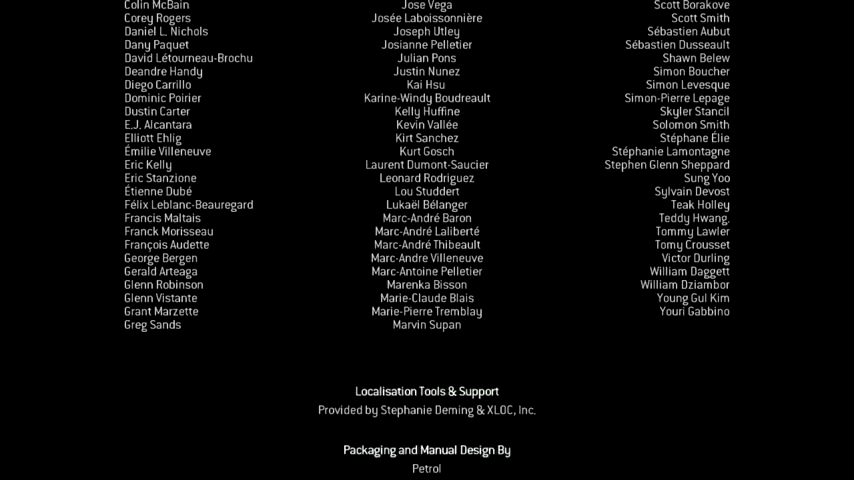 Colin McBain
Corey Rogers
Daniel L. Nichols
Dany Paquet
David Létourneau-Brochu
Deandre Handy
Diego Carrillo
Dominic Poirier
Dustin Carter
E.J. Alcantara
Elliott Ehlig
Émilie Villeneuve
Eric Kelly
Eric Stanzione
Étienne Dubé
Félix Leblanc-Beauregard
Francis Maltais
Franck Morisseau
François Audette
George Bergen
Gerald Arteaga
Glenn Robinson
Glenn Vistante
Grant Marzette
Greg Sands
Jose Vega
Josée Laboissonnière
Joseph Utley
Josianne Pelletier
Julian Pons
Justin Nunez
Kai Hsu
Karine-Windy Boudreault
Kelly Huffine
Kevin Vallée
Kirt Sanchez
Kurt Gosch
Laurent Dumont-Saucier
Leonard Rodriguez
Lou Studdert
Lukaël Bélanger
Marc-André Baron
Marc-André Laliberté
Marc-André Thibeault
Marc-Andre Villeneuve
Marc-Antoine Pelletier
Marenka Bisson
Marie-Claude Blais
Marie-Pierre Tremblay
Marvin Supan
Scott Borakove
Scott Smith
Sébastien Aubut
Sébastien Dusseault
Shawn Belew
Simon Boucher
Simon Levesque
Simon-Pierre Lepage
Skyler Stancil
Solomon Smith
Stéphane Élie
Stéphanie Lamontagne
Stephen Glenn Sheppard
Sung Yoo
Sylvain Devost
Teak Holley
Teddy Hwang.
Tommy Lawler
Tomy Crousset
Victor Durling
William Daggett
William Dziambor
Young Gul Kim
Youri Gabbino
Localisation Tools & Support
Provided by Stephanie Deming & XLOC, Inc.
Packaging and Manual Design By
Petrol